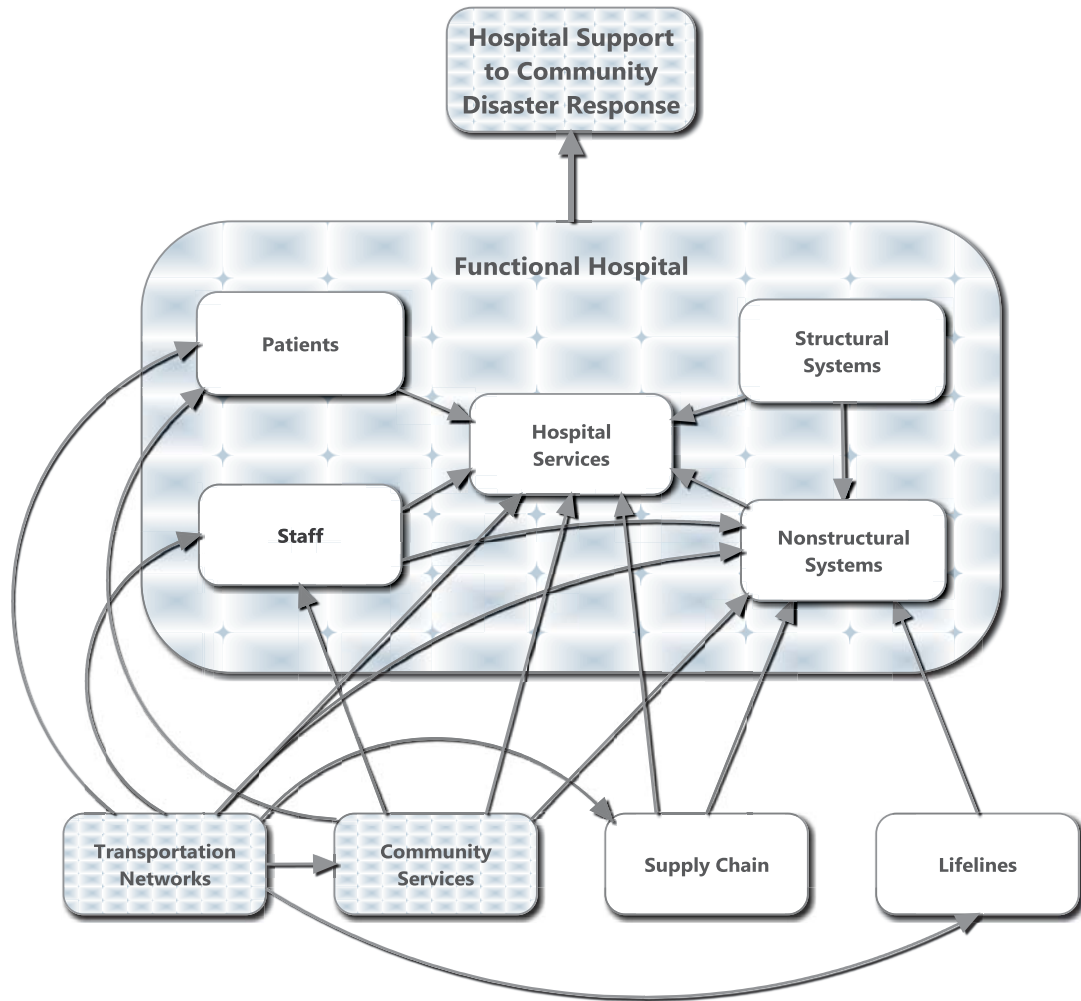 Hospital Support
to Community
Disaster Response
Functional Hospital
Patients
Structural
Systems
Hospital
Services
Staff
Nonstructural
Systems
Transportation
Networks
Community
Services
Supply Chain
Lifelines